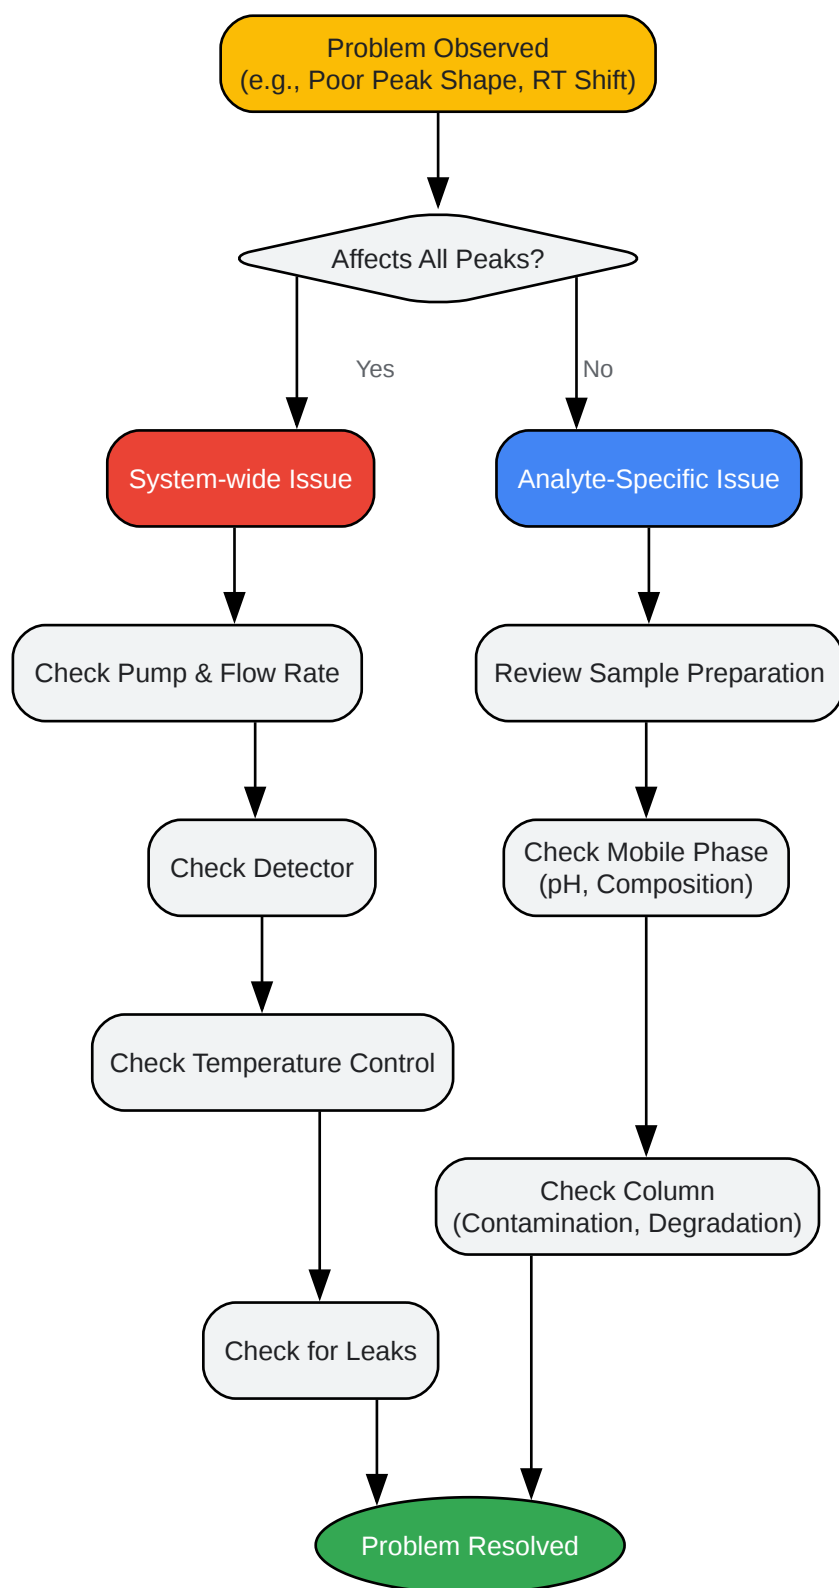 Problem Observed
(e.g., Poor Peak Shape, RT Shift)
Affects All Peaks?
Yes
No
System-wide Issue
Analyte-Specific Issue
Check Pump & Flow Rate
Review Sample Preparation
Check Detector
Check Mobile Phase
(pH, Composition)
Check Temperature Control
Check Column
(Contamination, Degradation)
Check for Leaks
Problem Resolved